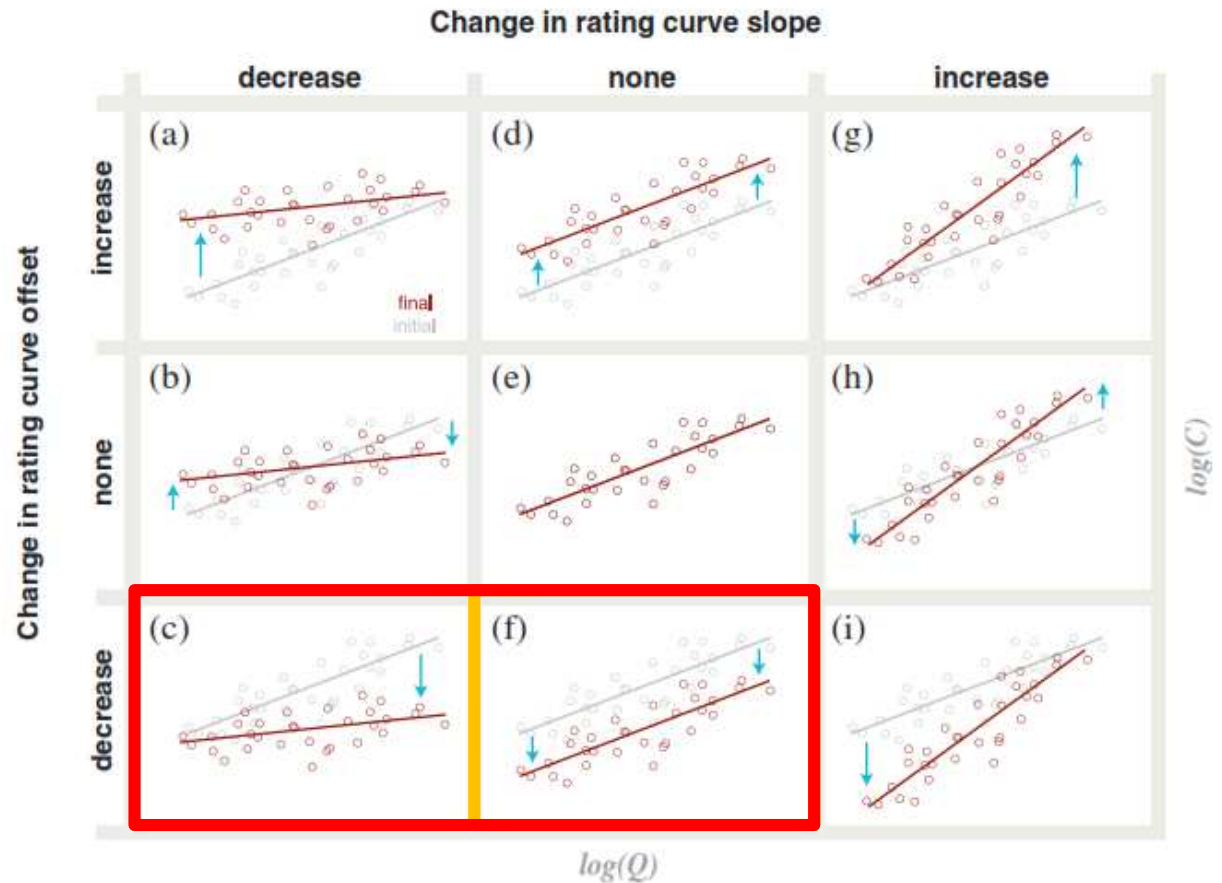 Change in rating curve slope
decrease none increase
Change in rating curve offset
increase
(a) (d) (g)
final
initial
none
(b) (e) (h)
log(C)
decrease
(c) (f) (i)
log(Q)